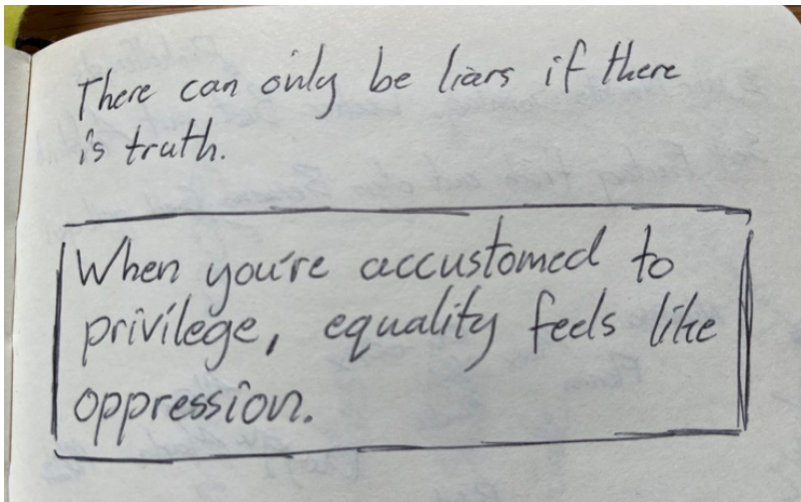 There can only be liars if there
is truth.
When you're accustomed to
privilege, equality feels like
oppression.